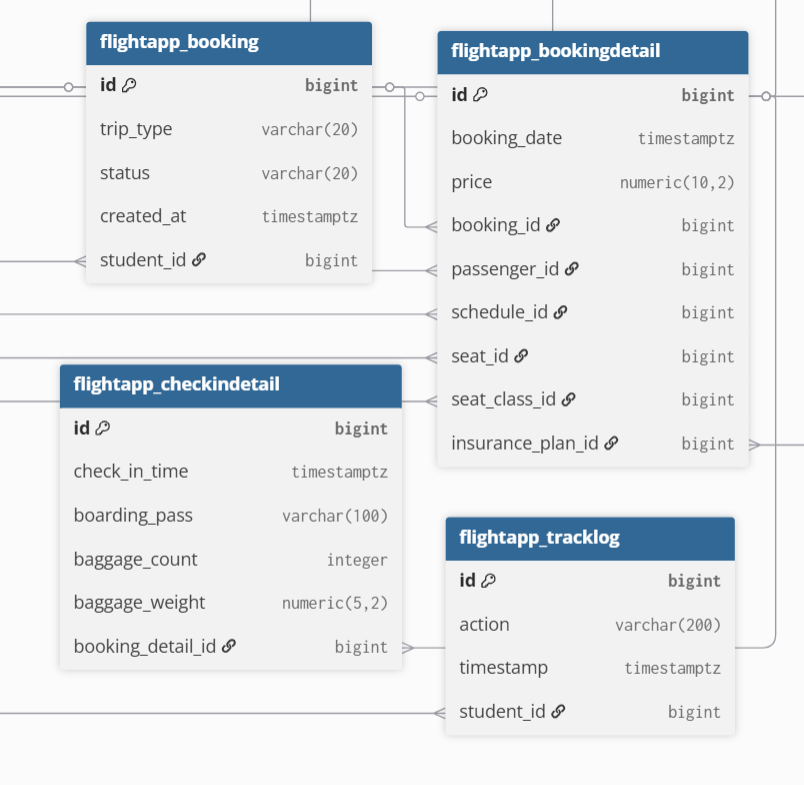 flightapp_booking
id bigint
trip_type varchar(20)
status varchar(20)
created_at timestamptz
student_id bigint
flightapp_bookingdetail
id bigint
booking_date timestamptz
price numeric(10,2)
booking_id bigint
passenger_id bigint
schedule_id bigint
seat_id bigint
seat_class_id bigint
insurance_plan_id bigint
flightapp_checkindetail
id bigint
check_in_time timestamptz
boarding_pass varchar(100)
baggage_count integer
baggage_weight numeric(5,2)
booking_detail_id bigint
flightapp_tracklog
id bigint
action varchar(200)
timestamp timestamptz
student_id bigint